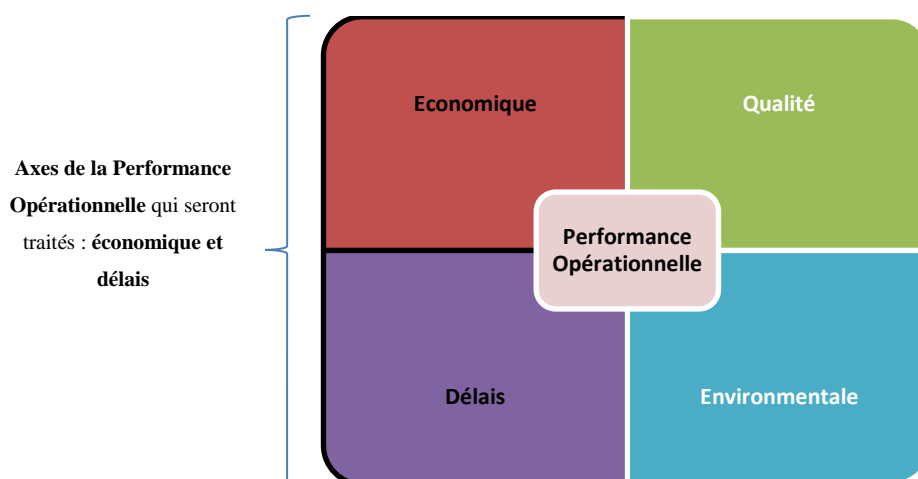 Axes de la Performance
Opérationnelle qui seront
traités : économique et
délais
Economique
Qualité
Performance
Opérationnelle
Délais
Environmentale